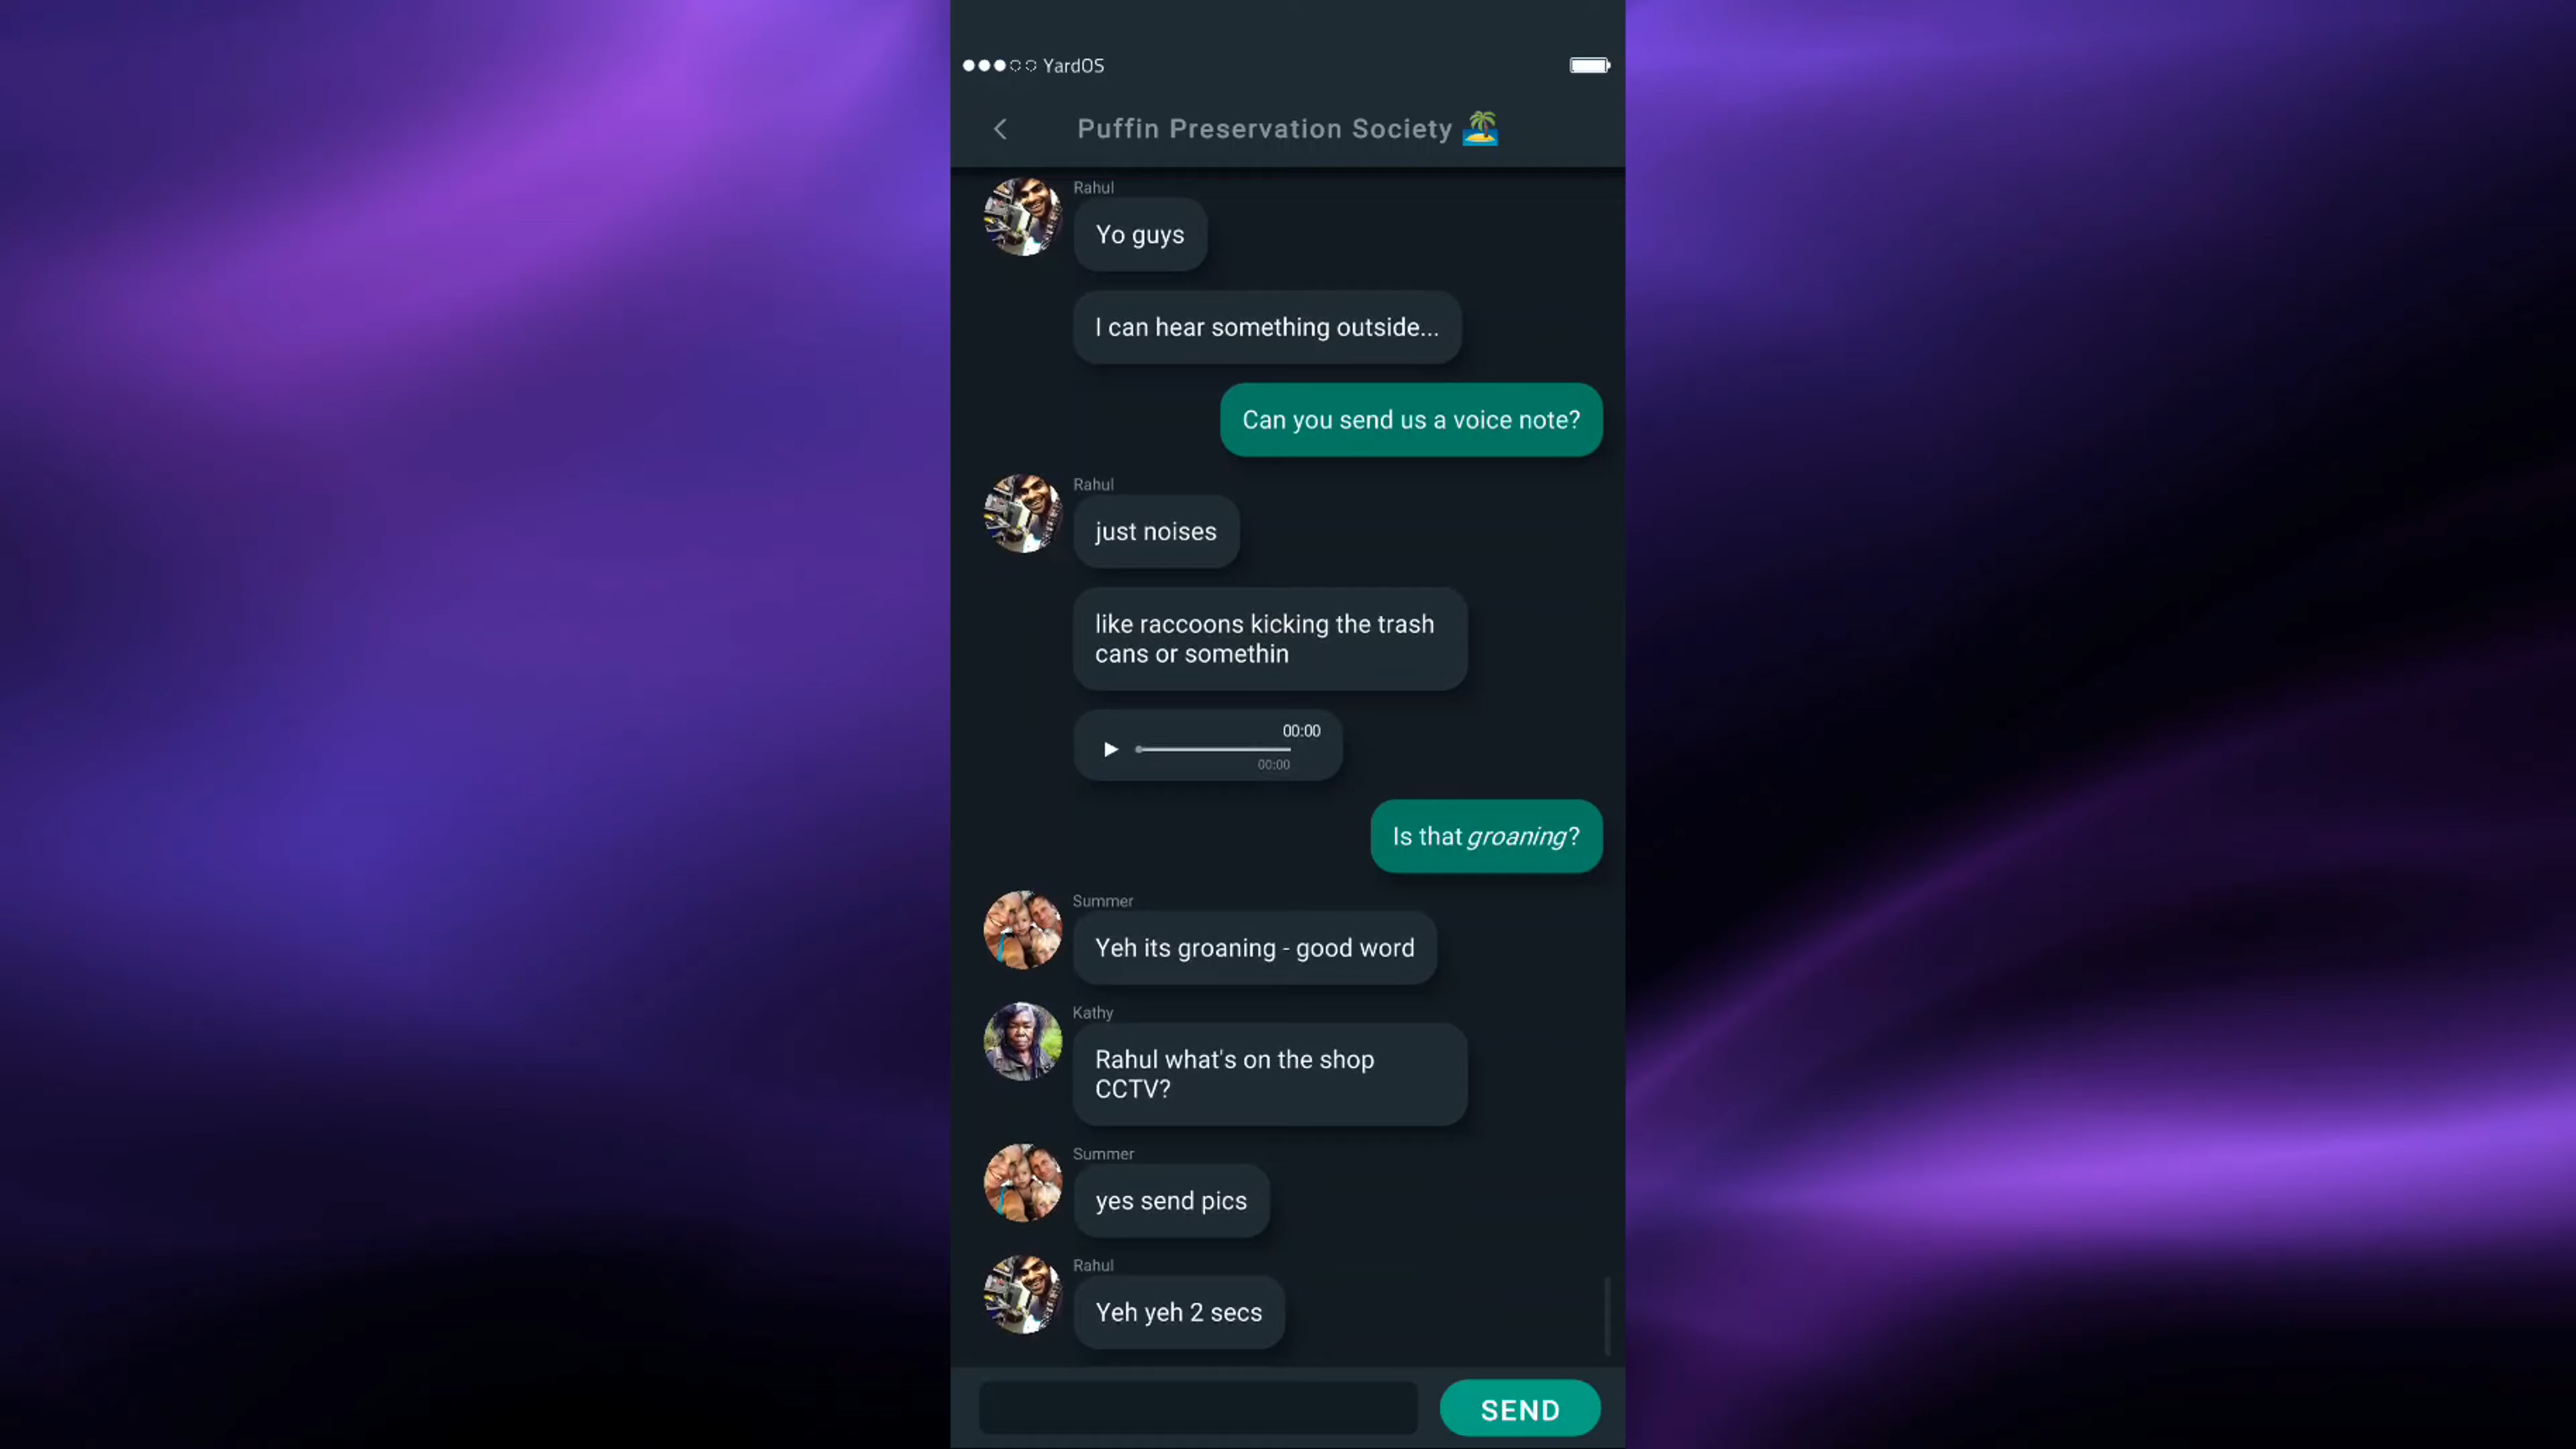 YardOS
Puffin Preservation Society
Rahul
Yo guys
I can hear something outside...
Can you send us a voice note?
Rahul
just noises
like raccoons kicking the trash
cans or somethin
00:00
00:00
Is that groaning?
Summer
Yeh its groaning - good word
Kathy
Rahul what's on the shop
CCTV?
Summer
yes send pics
Rahul
Yeh yeh 2 secs
SEND